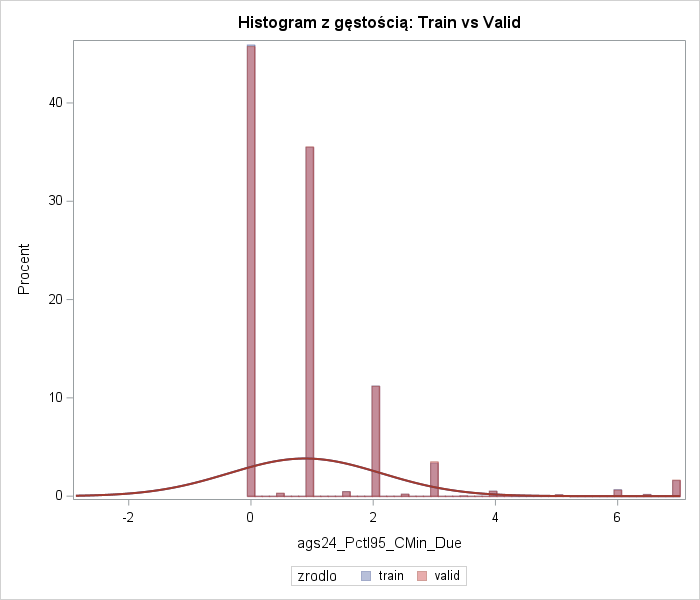 Histogram z gęstością: Train vs Valid
Procent
40
30
20
10
0
-2
0
2
4
6
ags24_Pctl95_CMin_Due
zrodlo train valid